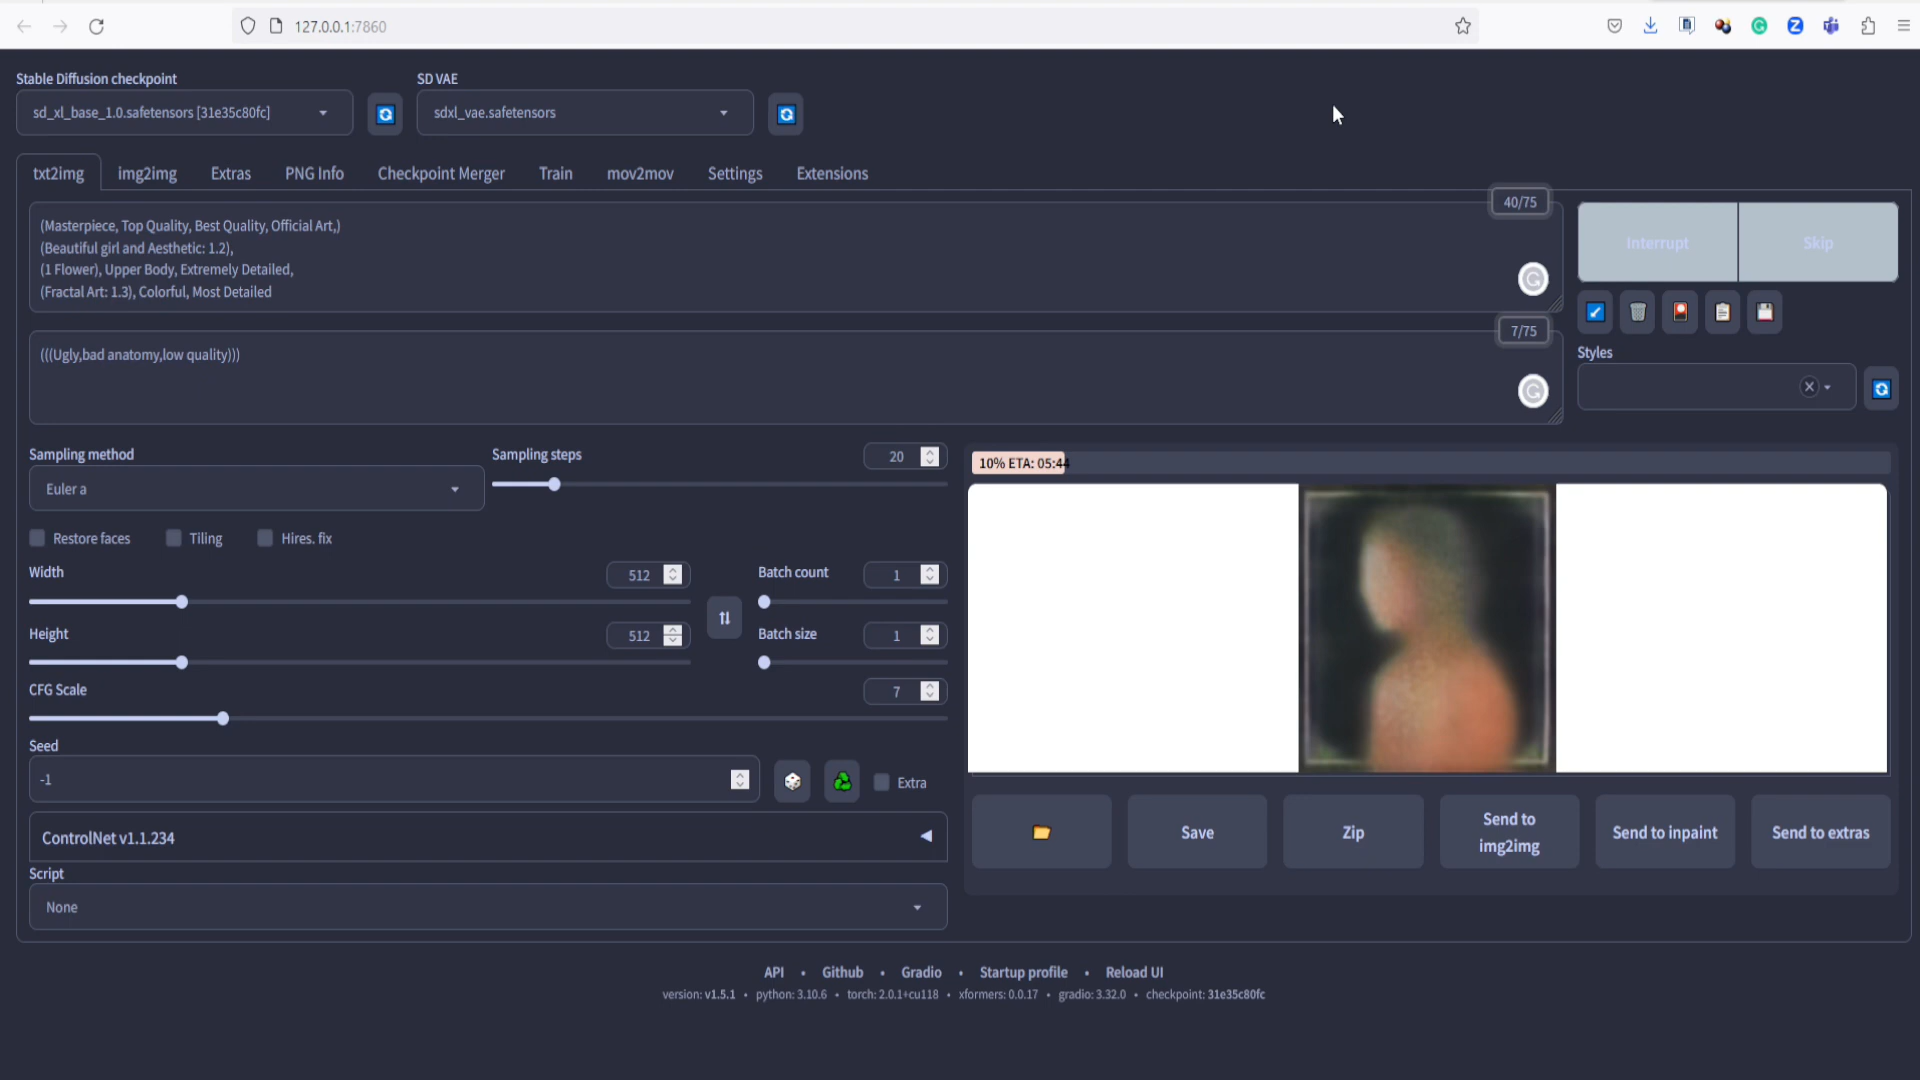 127.0.0.1:7860
Stable Diffusion checkpoint
SD VAE
sd_xl_base_1.0.safetensors [31e35c80fc]
sdxl_vae.safetensors
txt2img img2img Extras PNG Info Checkpoint Merger Train mov2mov Settings Extensions
40/75
(Masterpiece, Top Quality, Best Quality, Official Art,)
(Beautiful girl and Aesthetic: 1.2),
(1 Flower), Upper Body, Extremely Detailed,
(Fractal Art: 1.3), Colorful, Most Detailed
Interrupt Skip
7/75
(((Ugly,bad anatomy,low quality)))
Styles
Sampling method
Euler a
Sampling steps
20
Restore faces Tiling Hires. fix
Width
512
Batch count
1
Height
512
Batch size
1
CFG Scale
7
Seed
-1
Extra
ControlNet v1.1.234
Script
None
10% ETA: 05:44
Save
Zip
Send to
img2img
Send to inpaint
Send to extras
API • Github • Gradio • Startup profile • Reload UI
version: v1.5.1 • python: 3.10.6 • torch: 2.0.1+cu118 • xformers: 0.0.17 • gradio: 3.32.0 • checkpoint: 31e35c80fc